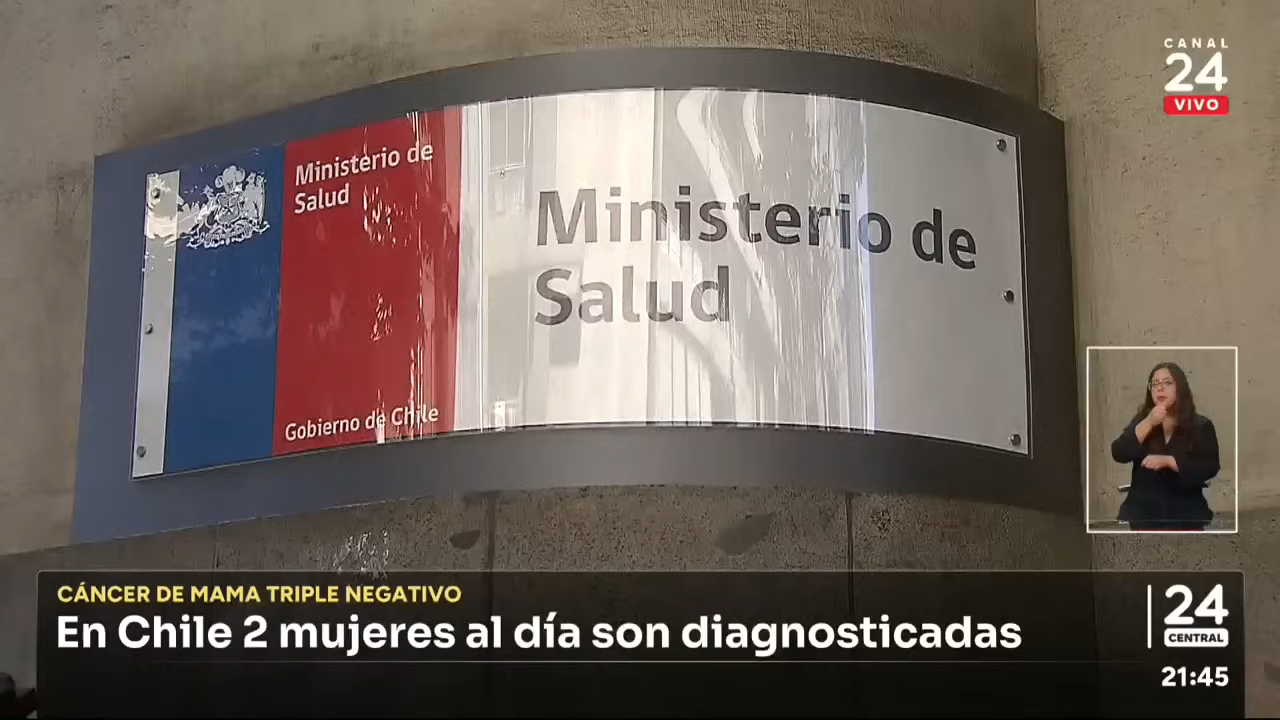 CANAL
24
VIVO
Ministerio de
Salud
Gobierno de Chile
Ministerio de
Salud
CÁNCER DE MAMA TRIPLE NEGATIVO
En Chile 2 mujeres al día son diagnosticadas
24
CENTRAL
21:45